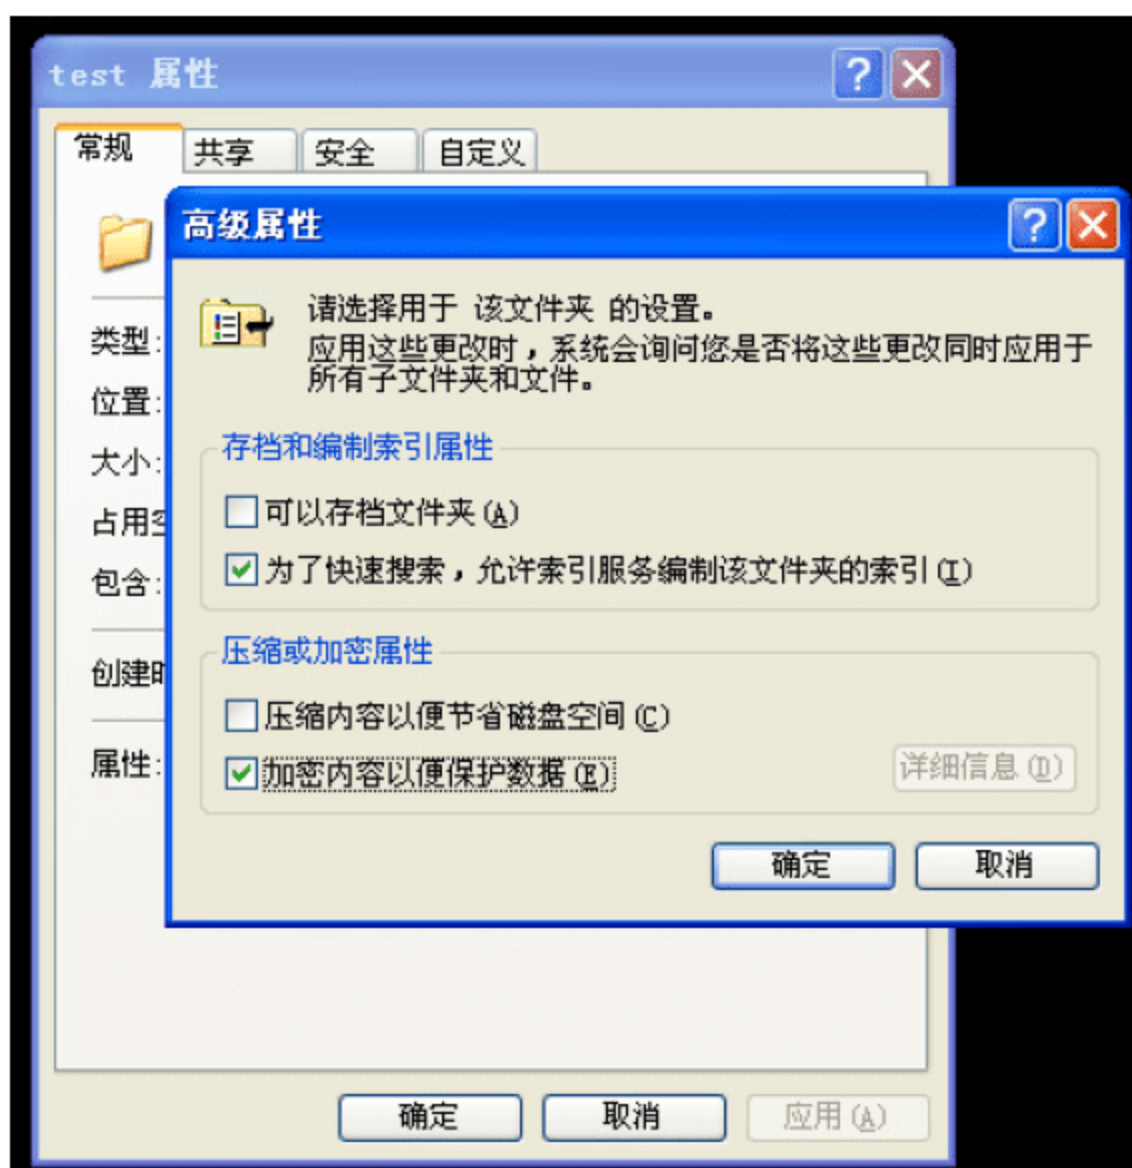 test 属性
常规
共享
安全
自定义
高级属性
请选择用于 该文件夹 的设置。
应用这些更改时，系统会询问您是否将这些更改同时应用于
所有子文件夹和文件。
类型:
位置:
大小:
占用
包含:
创建
属性:
存档和编制索引属性
可以存档文件夹(A)
为了快速搜索，允许索引服务编制该文件夹的索引(I)
压缩或加密属性
压缩内容以便节省磁盘空间(C)
加密内容以便保护数据(E)
详细信息(D)
确定
取消
确定
取消
应用(A)